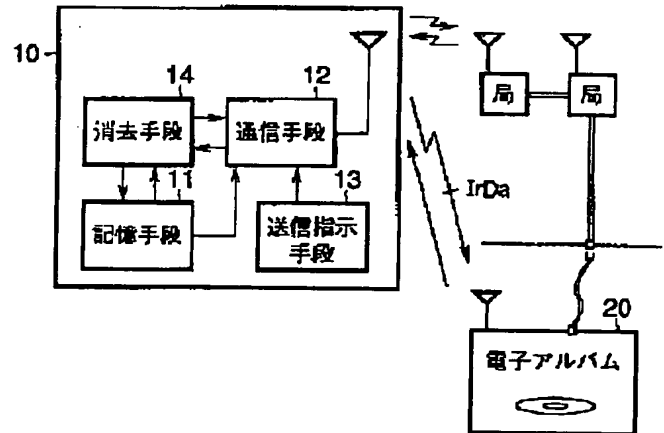 10
14
12
消去手段
通信手段
局
局
11
13
IrDa
記憶手段
送信指示
手段
20
電子アルバム